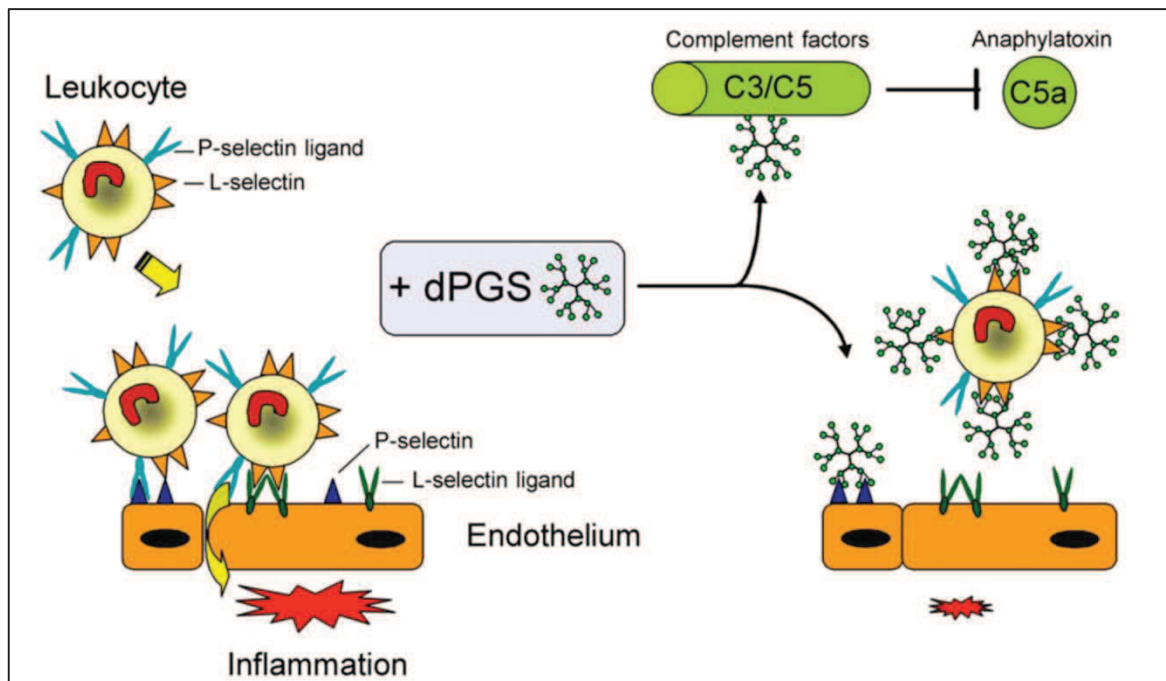 Complement factors
Anaphylatoxin
Leukocyte
C3/C5
C5a
P-selectin ligand
L-selectin
+ dPGS
P-selectin
L-selectin ligand
Endothelium
Inflammation